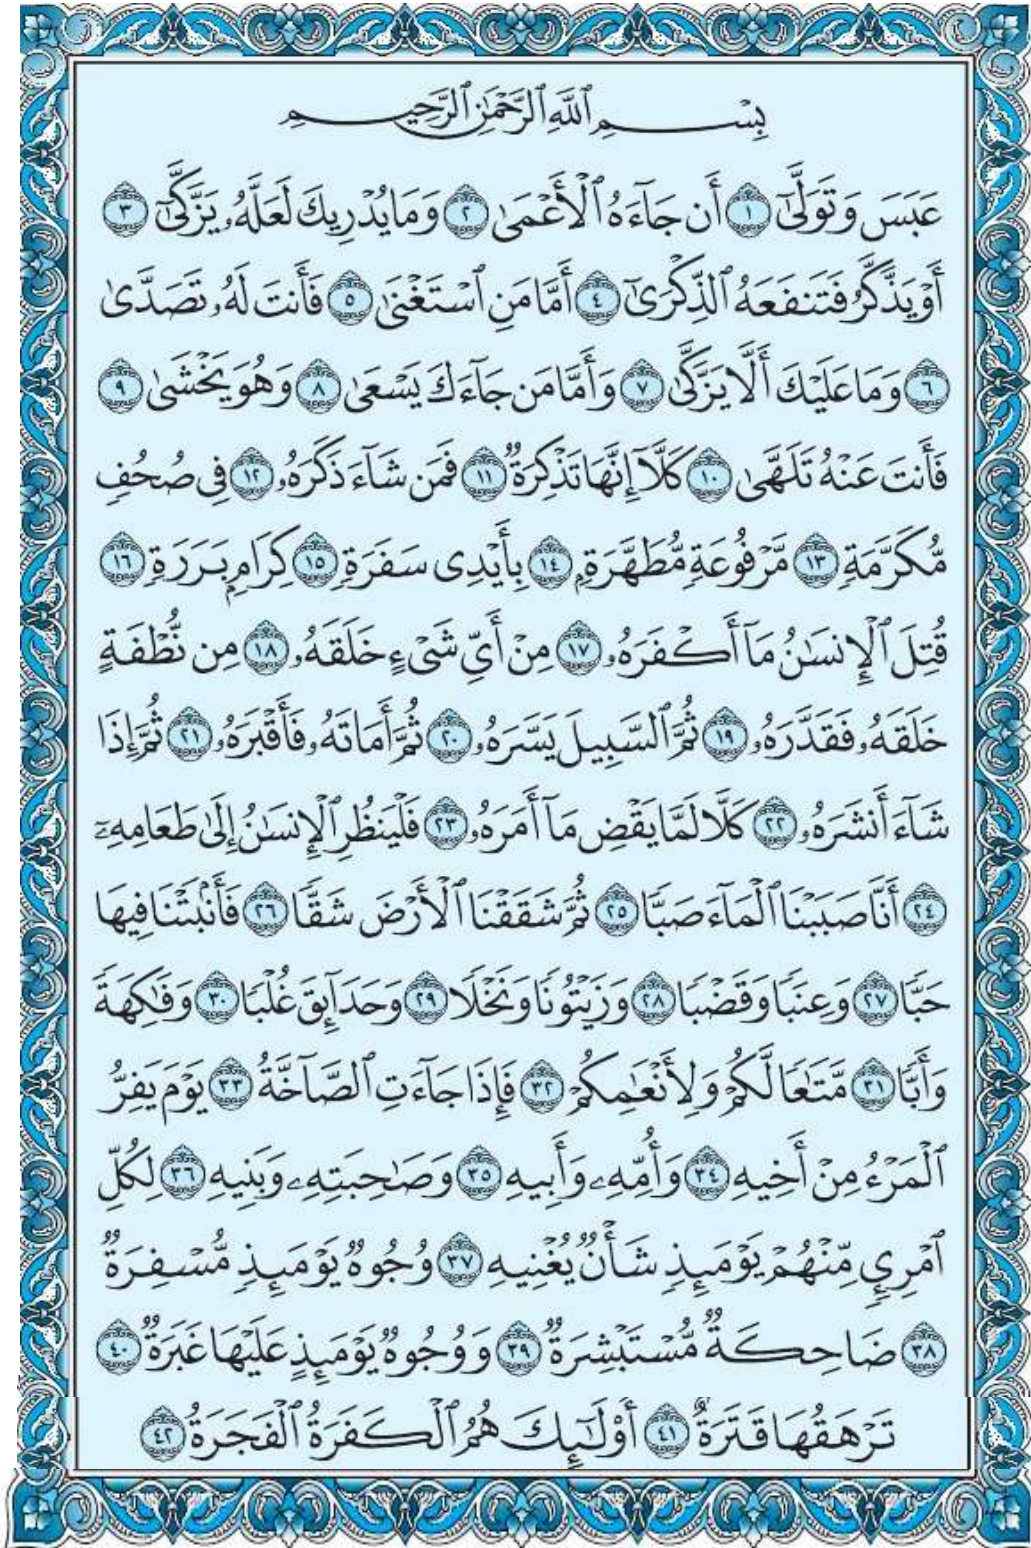 بِسْمِ ٱللَّهِ ٱلرَّحْمَٰنِ ٱلرَّحِيمِ
عَبَسَ وَتَوَلَّىٰٓ ١ أَن جَآءَهُ ٱلْأَعْمَىٰ ٢ وَمَا يُدْرِيكَ لَعَلَّهُۥ يَزَّكَّىٰٓ ٣
أَوْ يَذَّكَّرُ فَتَنفَعَهُ ٱلذِّكْرَىٰٓ ٤ أَمَّا مَنِ ٱسْتَغْنَىٰ ٥ فَأَنتَ لَهُۥ تَصَدَّىٰ
٦ وَمَا عَلَيْكَ أَلَّا يَزَّكَّىٰ ٧ وَأَمَّا مَن جَآءَكَ يَسْعَىٰ ٨ وَهُوَ يَخْشَىٰ ٩
فَأَنتَ عَنْهُ تَلَهَّىٰ ١٠ كَلَّآ إِنَّهَا تَذْكِرَةٌ ١١ فَمَن شَآءَ ذَكَرَهُۥ ١٢ فِى صُحُفٍ
مُّكَرَّمَةٍ ١٣ مَّرْفُوعَةٍ مُّطَهَّرَةٍۭ ١٤ بِأَيْدِى سَفَرَةٍ ١٥ كِرَامٍۭ بَرَرَةٍ ١٦
قُتِلَ ٱلْإِنسَٰنُ مَآ أَكْفَرَهُۥ ١٧ مِنْ أَىِّ شَىْءٍ خَلَقَهُۥ ١٨ مِن نُّطْفَةٍ
خَلَقَهُۥ فَقَدَّرَهُۥ ١٩ ثُمَّ ٱلسَّبِيلَ يَسَّرَهُۥ ٢٠ ثُمَّ أَمَاتَهُۥ فَأَقْبَرَهُۥ ٢١ ثُمَّ إِذَا
شَآءَ أَنشَرَهُۥ ٢٢ كَلَّا لَمَّا يَقْضِ مَآ أَمَرَهُۥ ٢٣ فَلْيَنظُرِ ٱلْإِنسَٰنُ إِلَىٰ طَعَامِهِۦٓ
٢٤ أَنَّا صَبَبْنَا ٱلْمَآءَ صَبًّا ٢٥ ثُمَّ شَقَقْنَا ٱلْأَرْضَ شَقًّا ٢٦ فَأَنۢبَتْنَا فِيهَا
حَبًّا ٢٧ وَعِنَبًا وَقَضْبًا ٢٨ وَزَيْتُونًا وَنَخْلًا ٢٩ وَحَدَآئِقَ غُلْبًا ٣٠ وَفَٰكِهَةً
وَأَبًّا ٣١ مَّتَٰعًا لَّكُمْ وَلِأَنْعَٰمِكُمْ ٣٢ فَإِذَا جَآءَتِ ٱلصَّآخَّةُ ٣٣ يَوْمَ يَفِرُّ
ٱلْمَرْءُ مِنْ أَخِيهِ ٣٤ وَأُمِّهِۦ وَأَبِيهِ ٣٥ وَصَٰحِبَتِهِۦ وَبَنِيهِ ٣٦ لِكُلِّ
ٱمْرِئٍ مِّنْهُمْ يَوْمَئِذٍ شَأْنٌ يُغْنِيهِ ٣٧ وُجُوهٌ يَوْمَئِذٍ مُّسْفِرَةٌ
٣٨ ضَاحِكَةٌ مُّسْتَبْشِرَةٌ ٣٩ وَوُجُوهٌ يَوْمَئِذٍ عَلَيْهَا غَبَرَةٌ ٤٠
تَرْهَقُهَا قَتَرَةٌ ٤١ أُو۟لَٰٓئِكَ هُمُ ٱلْكَفَرَةُ ٱلْفَجَرَةُ ٤٢